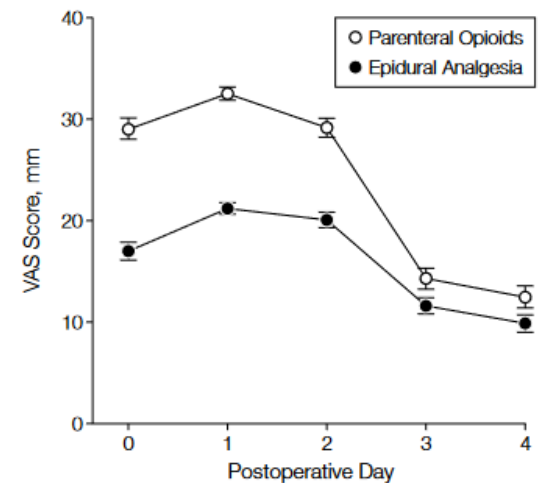 40
Parenteral Opioids
Epidural Analgesia
30
20
10
0
VAS Score, mm
0 1 2 3 4
Postoperative Day